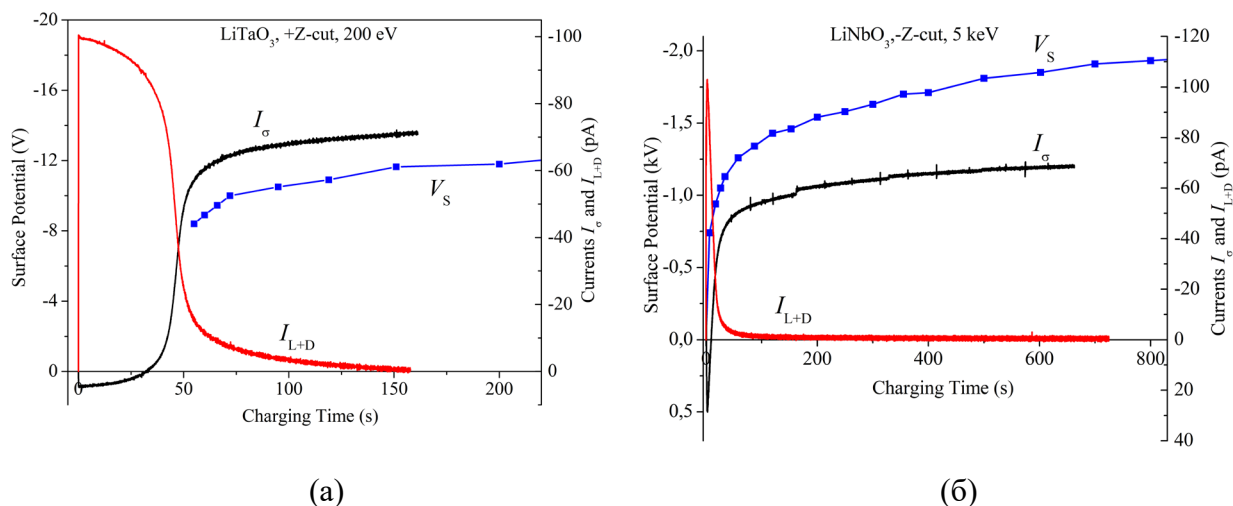 LiTaO3, +Z-cut, 200 eV
-20
-16
-12
-8
-4
0
Surface Potential (V)
-100
-80
-60
-40
-20
0
Currents Iσ and IL+D (pA)
Iσ
VS
IL+D
0
50
100
150
200
Charging Time (s)
(а)
LiNbO3,-Z-cut, 5 keV
-2,0
-1,5
-1,0
-0,5
0,0
0,5
Surface Potential (kV)
-120
-100
-80
-60
-40
-20
0
20
40
Currents Iσ and IL+D (pA)
VS
Iσ
IL+D
0
200
400
600
800
Charging Time (s)
(б)